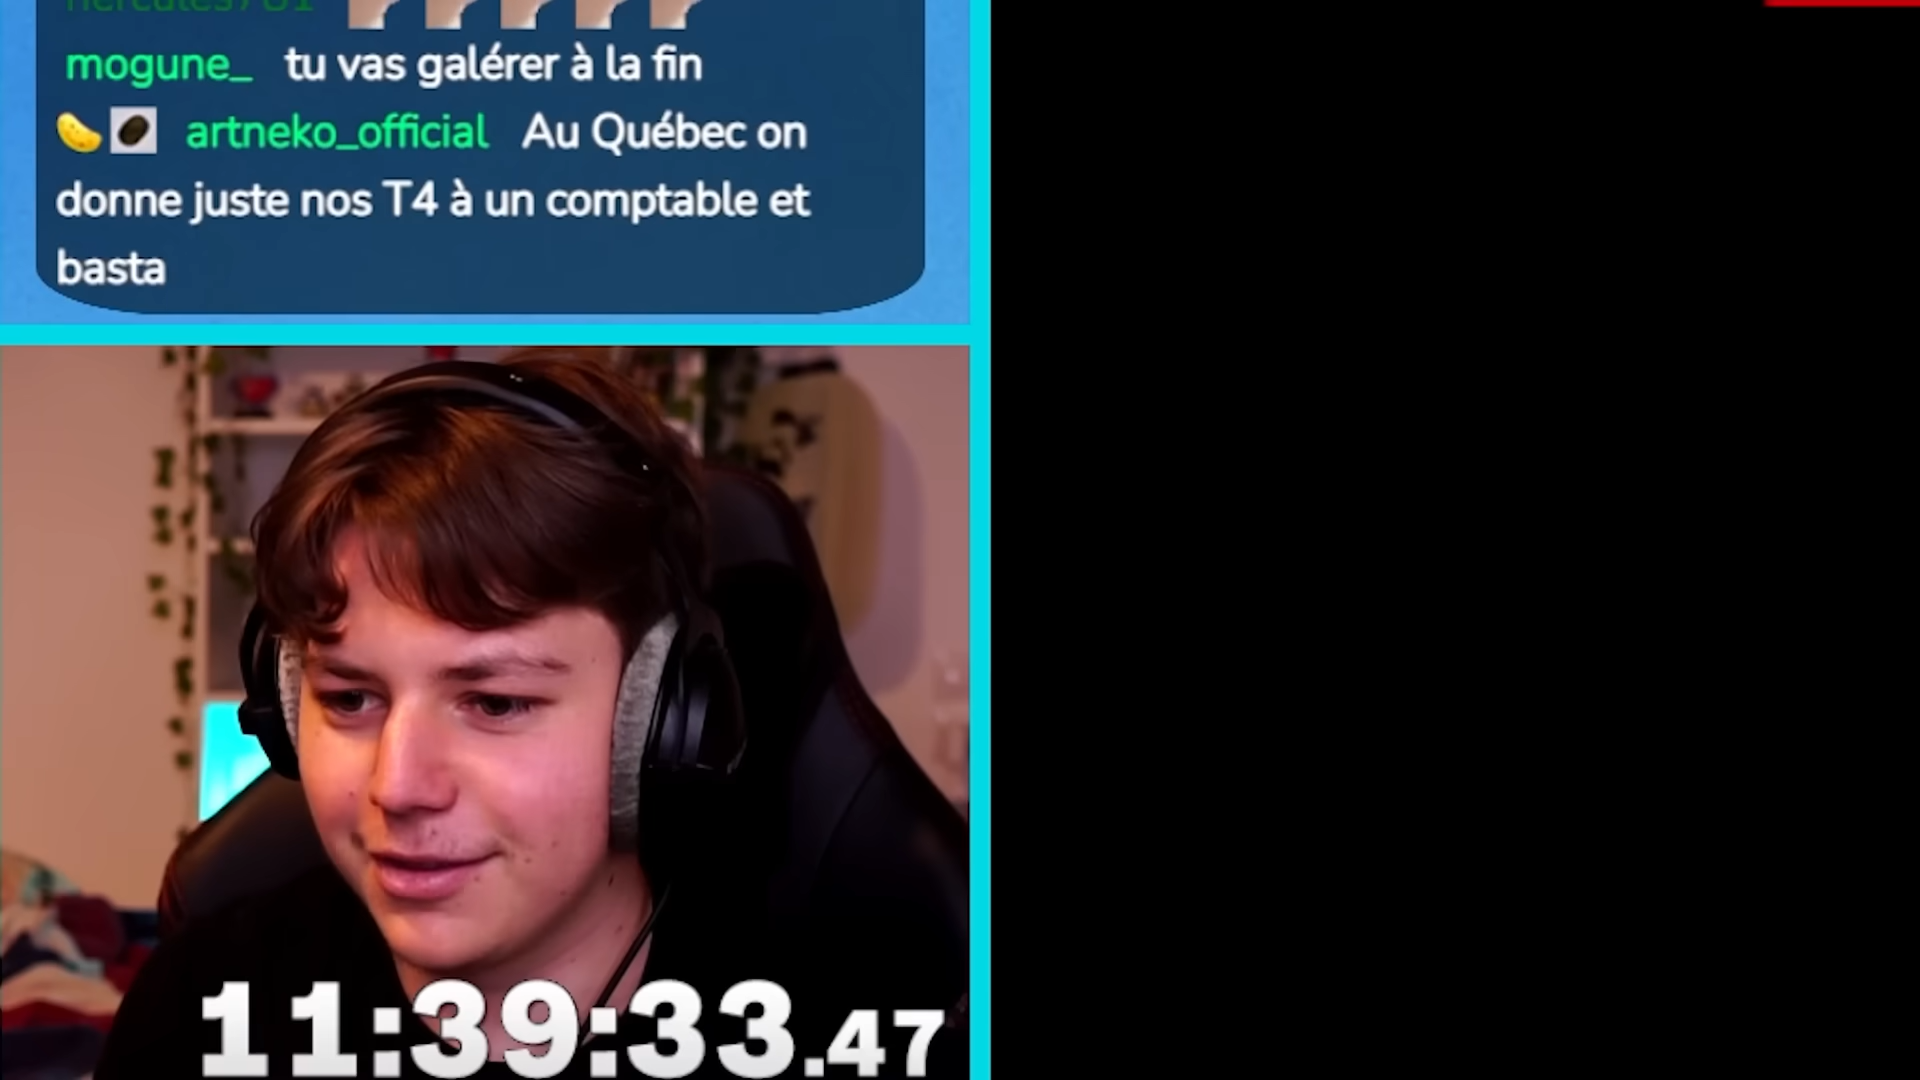 mogune_ tu vas galérer à la fin
artneko_official Au Québec on
donne juste nos T4 à un comptable et
basta
11:39:33.47